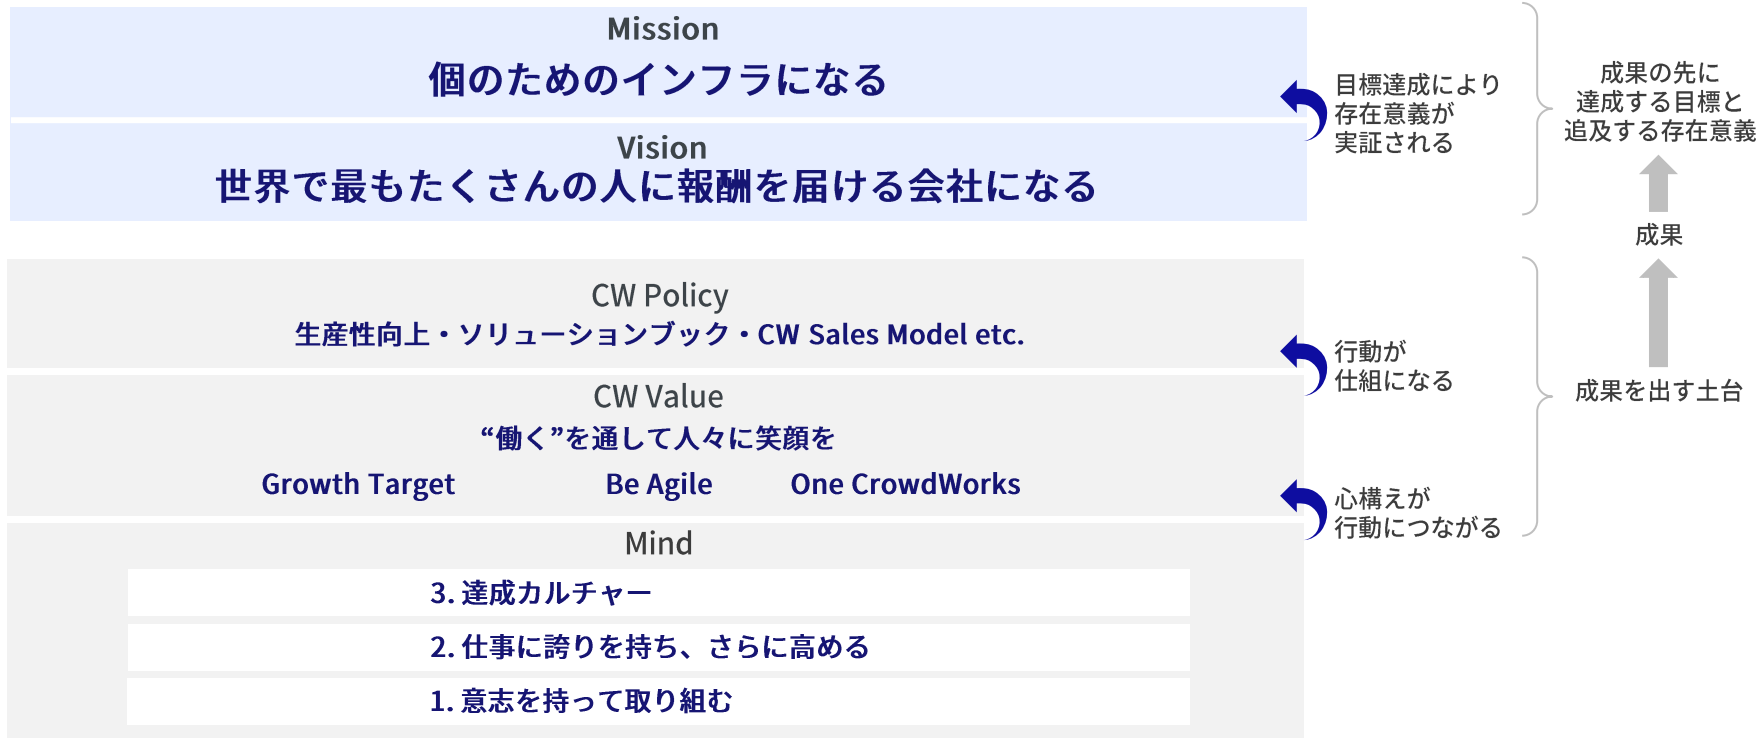 Mission
個のためのインフラになる
Vision
世界で最もたくさんの人に報酬を届ける会社になる
目標達成により
存在意義が
実証される
成果の先に
達成する目標と
追及する存在意義
成果
CW Policy
生産性向上・ソリューションブック・CW Sales Model etc.
行動が
仕組になる
成果を出す土台
CW Value
“働く”を通して人々に笑顔を
Growth Target Be Agile One CrowdWorks
心構えが
行動につながる
Mind
3. 達成カルチャー
2. 仕事に誇りを持ち、さらに高める
1. 意志を持って取り組む